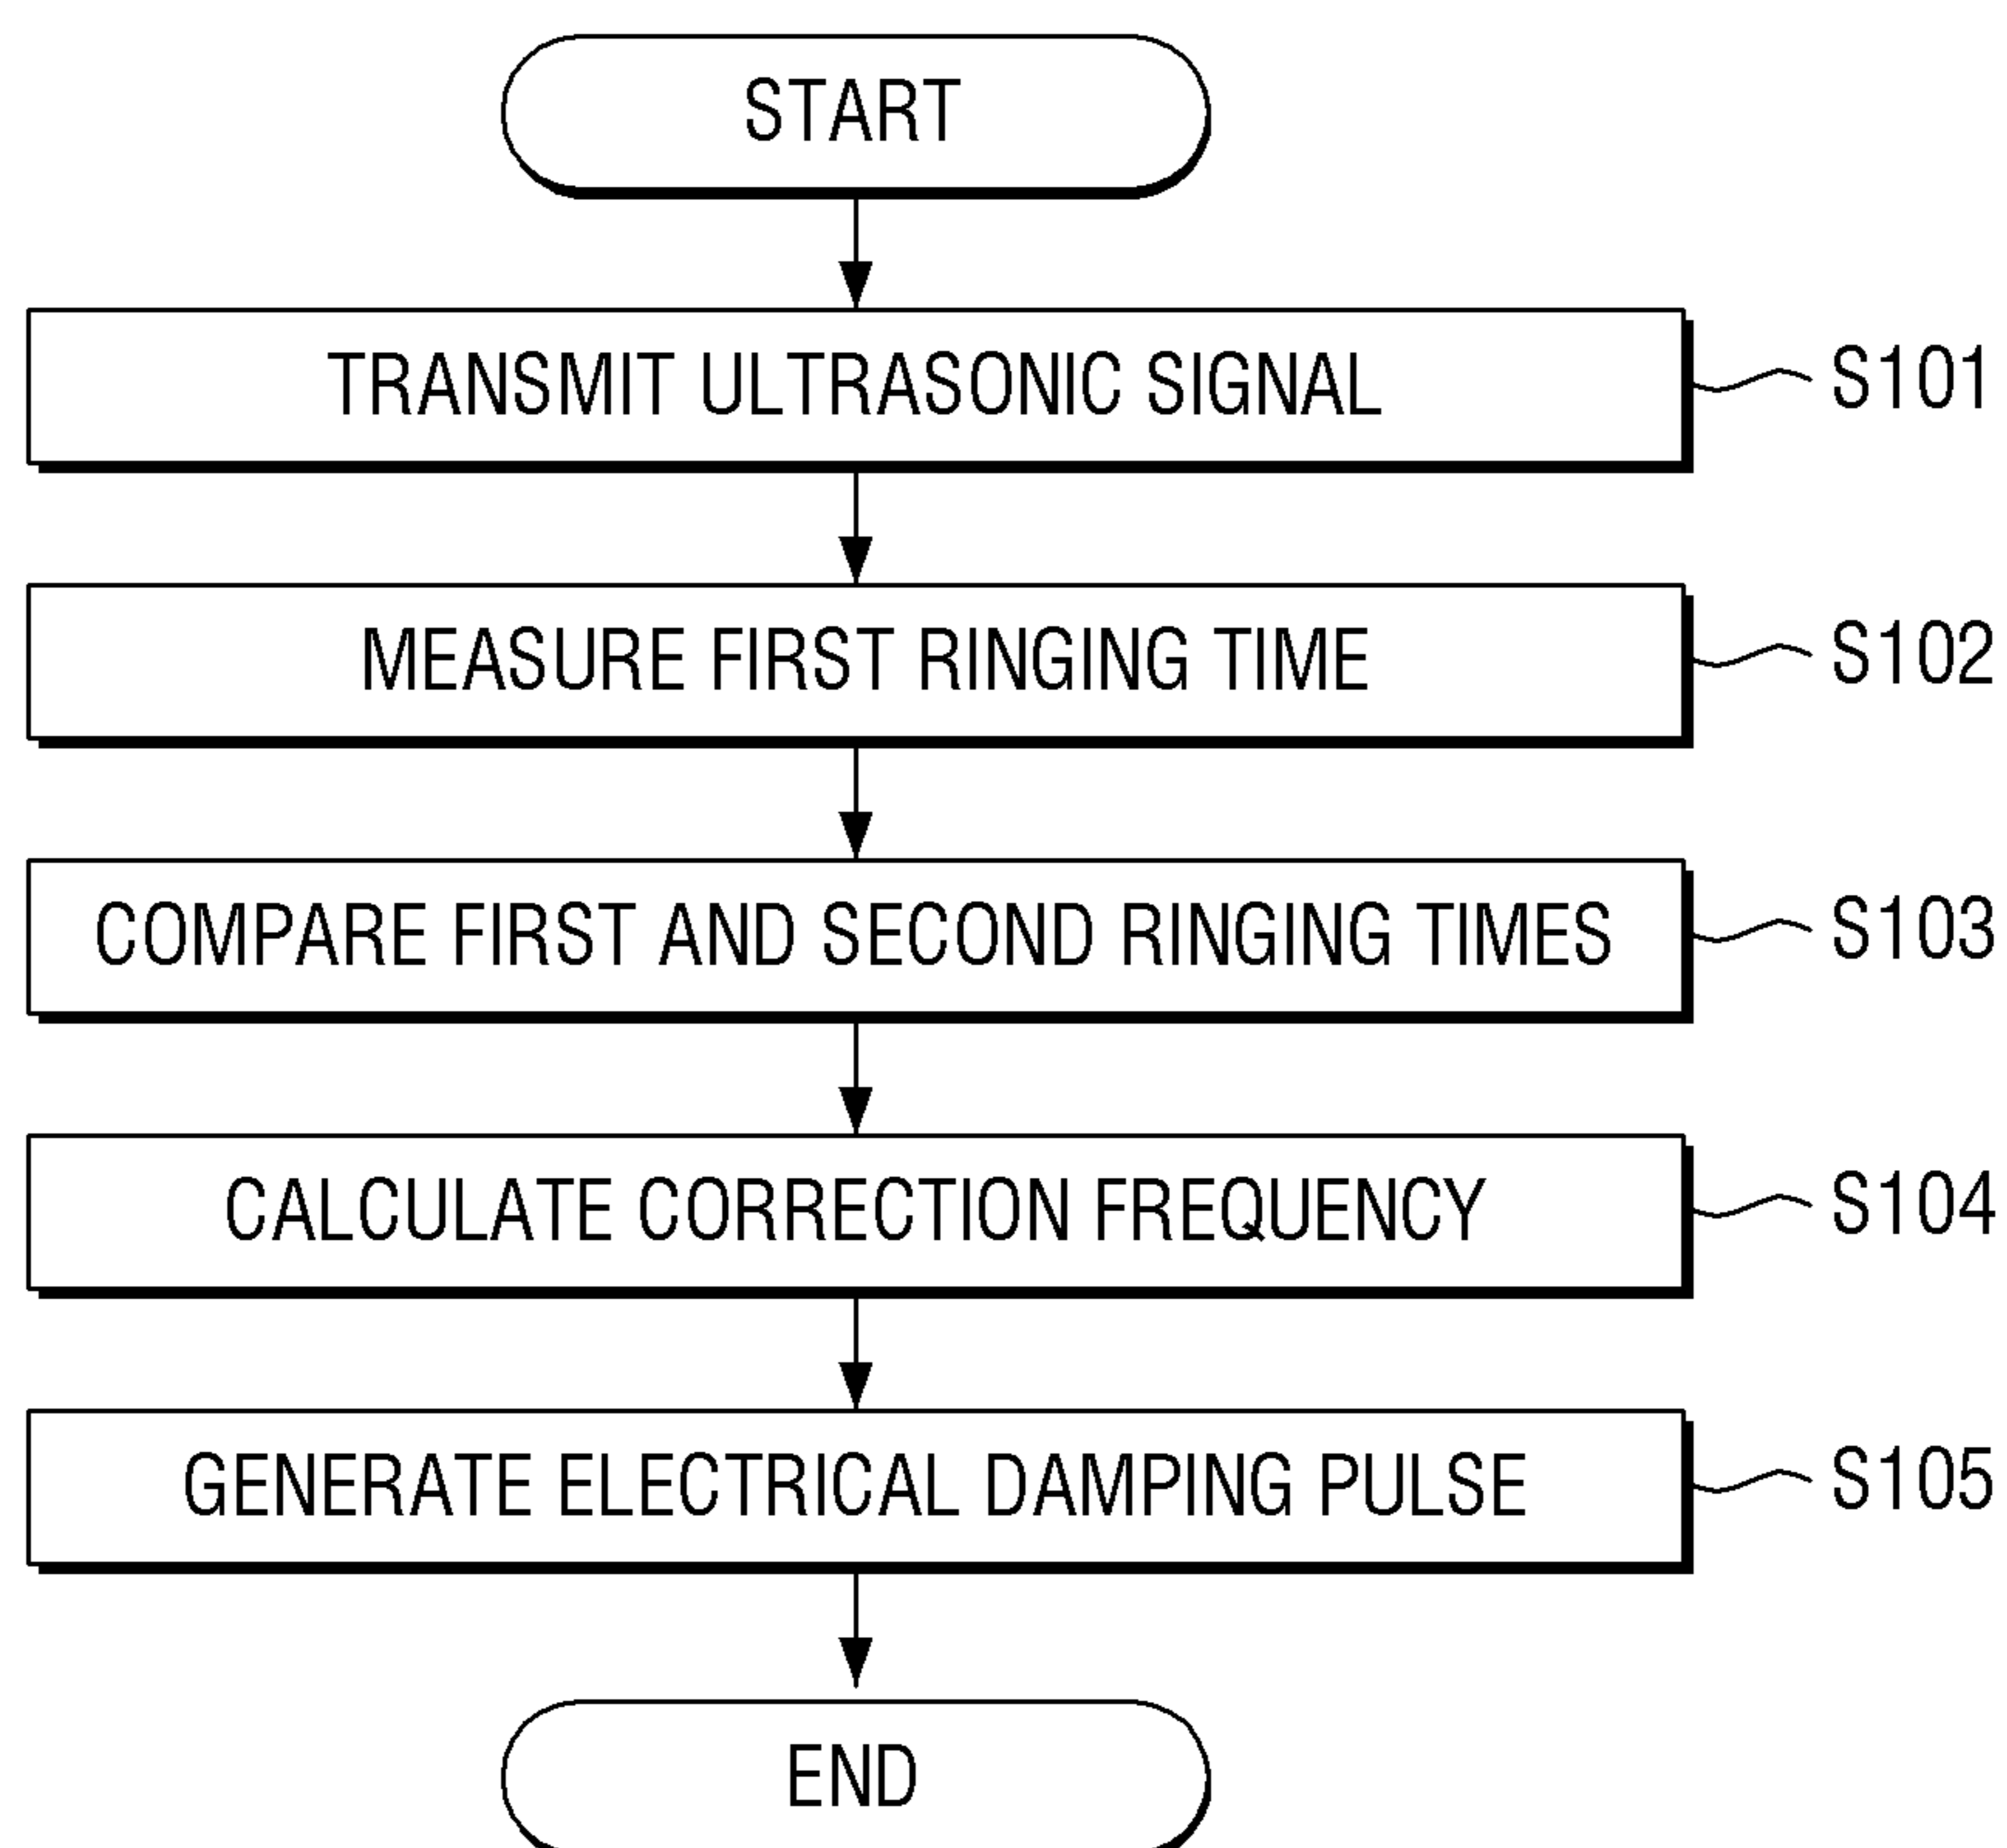 START
TRANSMIT ULTRASONIC SIGNAL
S101
MEASURE FIRST RINGING TIME
S102
COMPARE FIRST AND SECOND RINGING TIMES
S103
CALCULATE CORRECTION FREQUENCY
S104
GENERATE ELECTRICAL DAMPING PULSE
S105
END